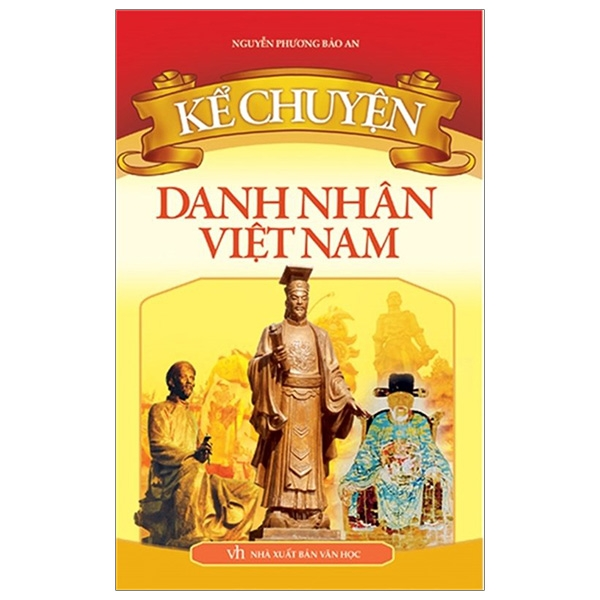 NGUYỄN PHƯƠNG BẢO AN
KỂ CHUYỆN
DANH NHÂN
VIỆT NAM
vh NHÀ XUẤT BẢN VĂN HỌC